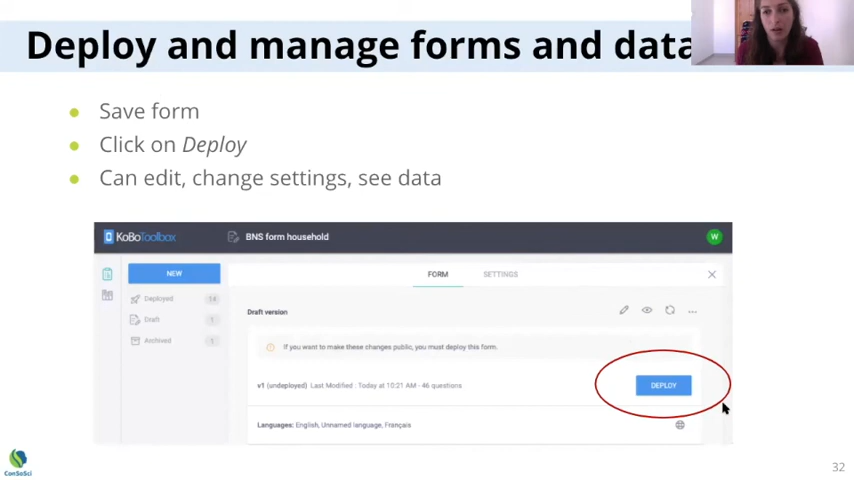 Deploy and manage forms and data
Save form
Click on Deploy
Can edit, change settings, see data
KoBoToolbox
BNS form household
W
NEW
FORM
SETTINGS
Deployed 14
Draft 1
Archived 1
Draft version
If you want to make these changes public, you must deploy this form.
v1 (undeployed) Last Modified : Today at 10:21 AM - 46 questions
DEPLOY
Languages: English, Unnamed language, Français
ConSoSci
32